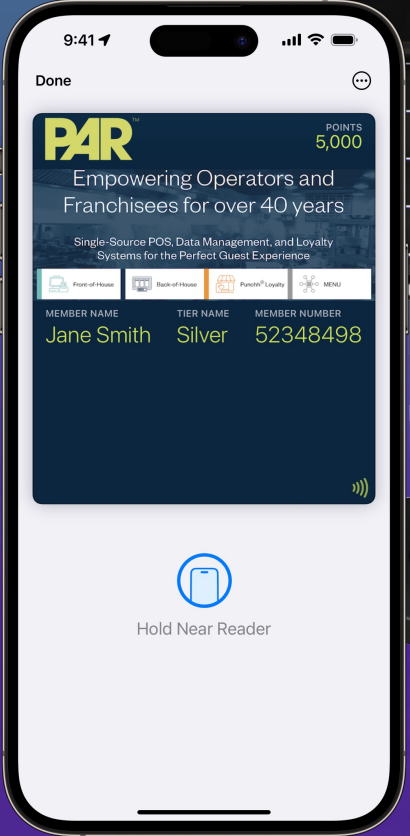 9:41
Done
PAR™
POINTS
5,000
Empowering Operators and
Franchisees for over 40 years
Single-Source POS, Data Management, and Loyalty
Systems for the Perfect Guest Experience
Front-of-House
Back-of-House
Punchh® Loyalty
MENU
MEMBER NAME
TIER NAME
MEMBER NUMBER
Jane Smith
Silver
52348498
Hold Near Reader